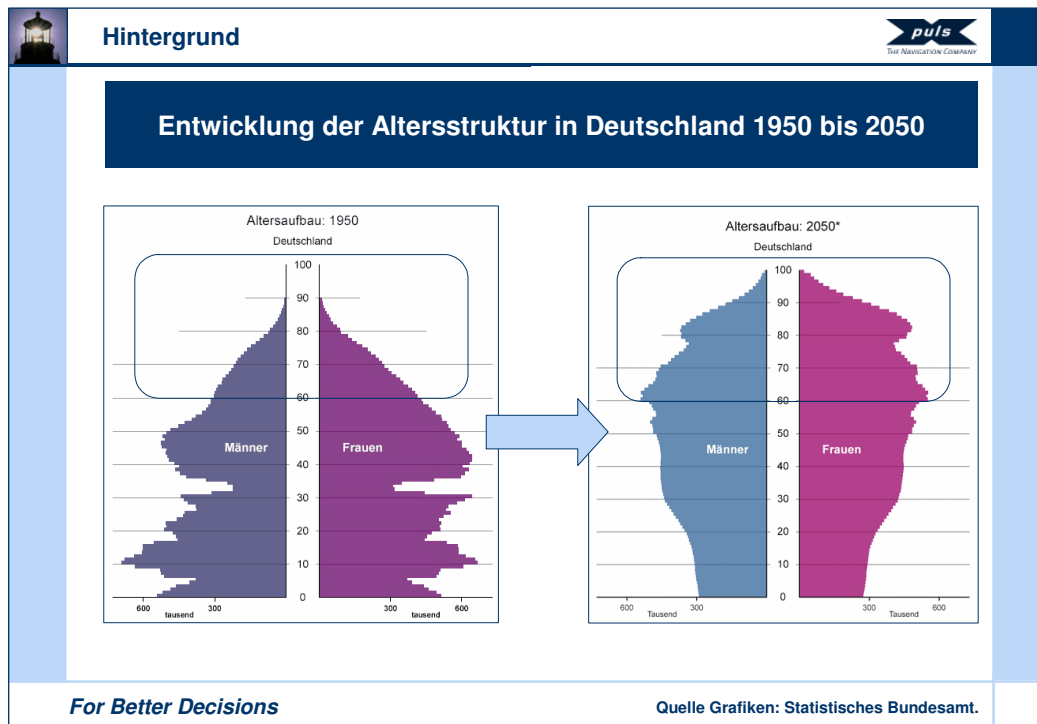 Hintergrund
puls
THE NAVIGATION COMPANY
Entwicklung der Altersstruktur in Deutschland 1950 bis 2050
Altersaufbau: 1950
Deutschland
100
90
80
70
60
50
Männer
Frauen
40
30
20
10
0
600
300
300
600
tausend
tausend
Altersaufbau: 2050*
Deutschland
100
90
80
70
60
50
Männer
Frauen
40
30
20
10
0
600
300
300
600
Tausend
Tausend
For Better Decisions
Quelle Grafiken: Statistisches Bundesamt.